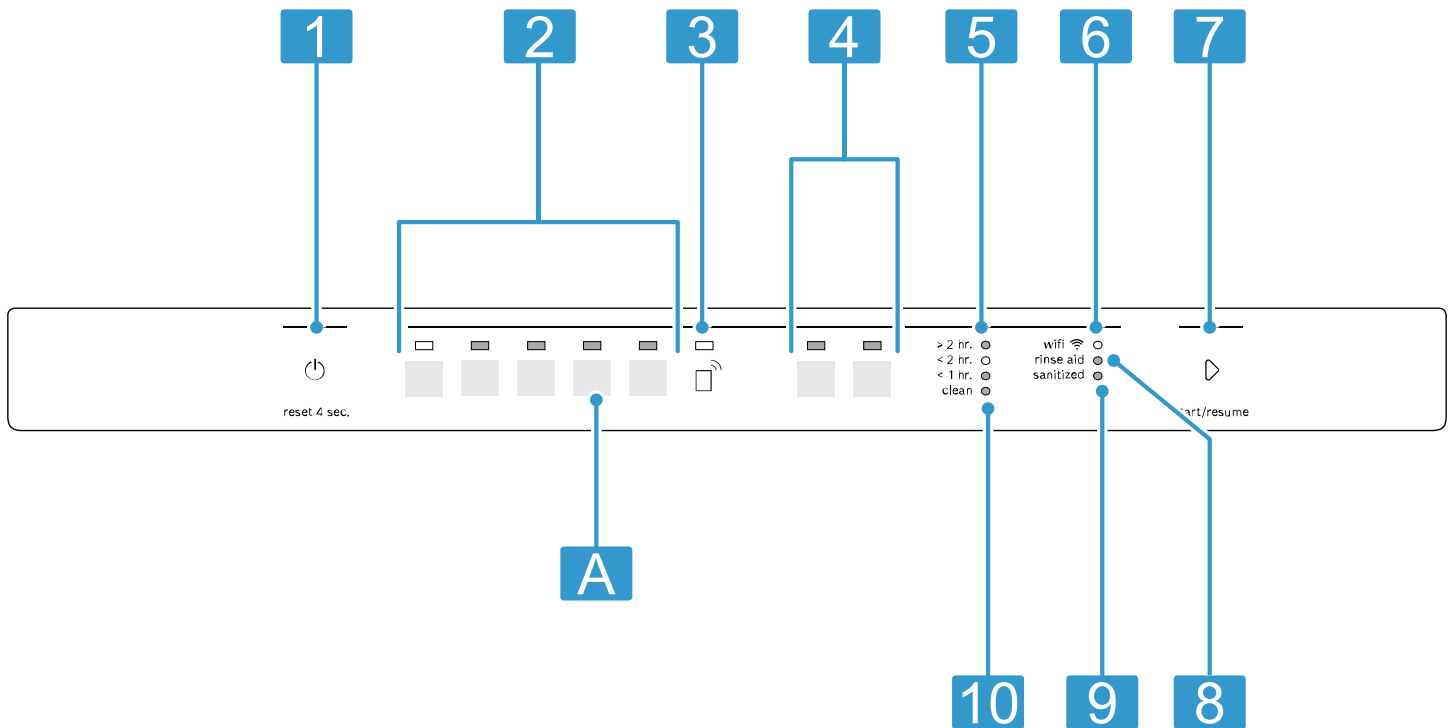 1 2 3 4 5 6 7
> 2 hr. wifi
< 2 hr. rinse aid
< 1 hr. sanitized
clean
reset 4 sec. art/resume
A
10 9 8